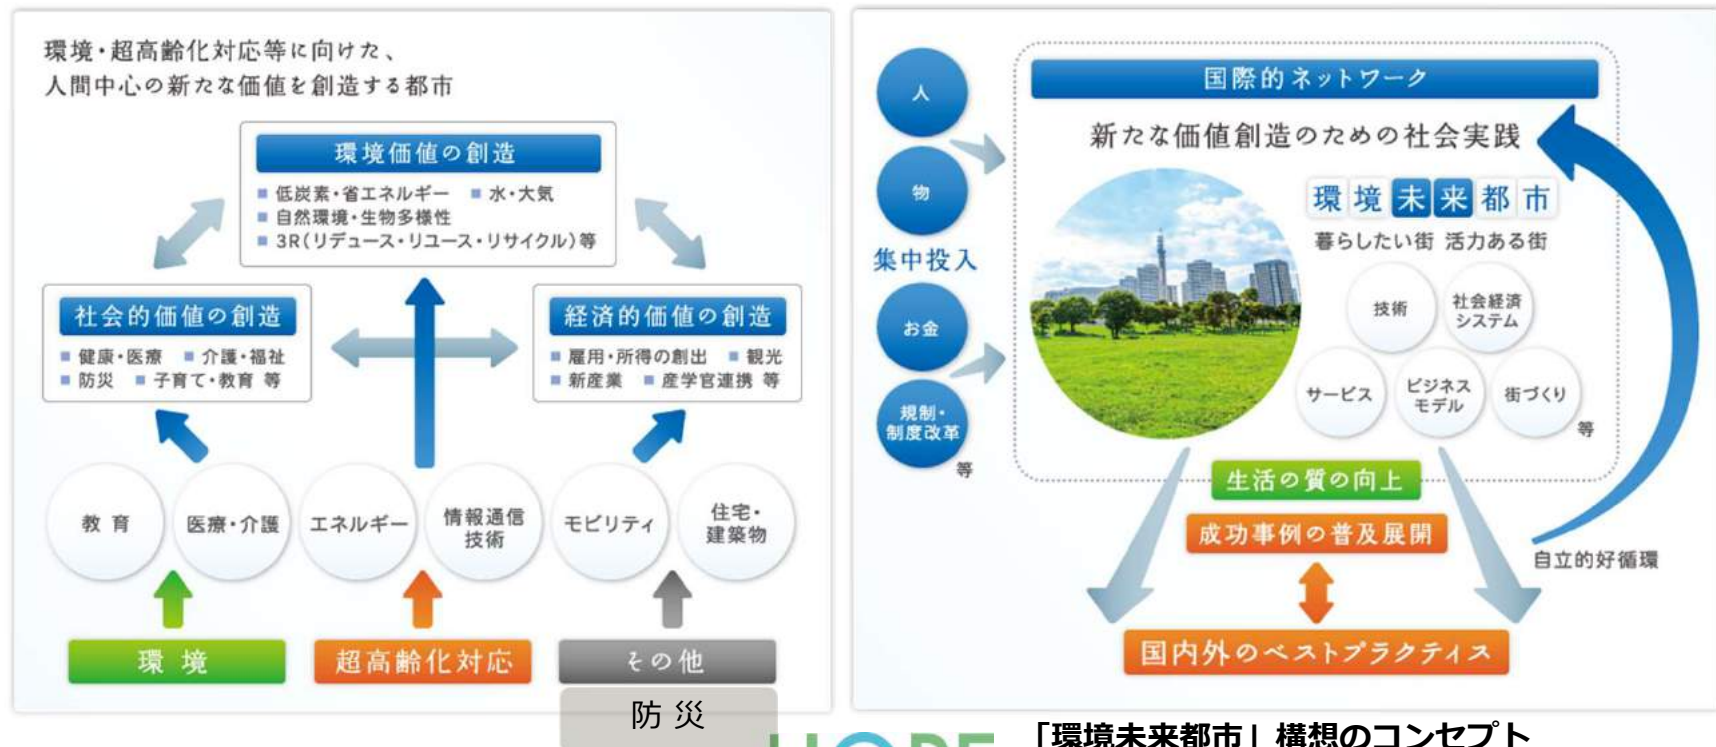 環境・超高齢化対応等に向けた、
人間中心の新たな価値を創造する都市
環境価値の創造
低炭素・省エネルギー 水・大気
自然環境・生物多様性
3R(リデュース・リユース・リサイクル)等
社会的価値の創造
健康・医療 介護・福祉
防災 子育て・教育 等
経済的価値の創造
雇用・所得の創出 観光
新産業 産学官連携 等
教育
医療・介護
エネルギー
情報通信
技術
モビリティ
住宅・
建築物
環境
超高齢化対応
その他
防災
人
物
集中投入
お金
規制・
制度改革
等
国際的ネットワーク
新たな価値創造のための社会実践
環境未来都市
暮らしたい街 活力ある街
技術
社会経済
システム
サービス
ビジネス
モデル
街づくり
等
生活の質の向上
成功事例の普及展開
自立的好循環
国内外のベストプラクティス
「環境未来都市」構想のコンセプト